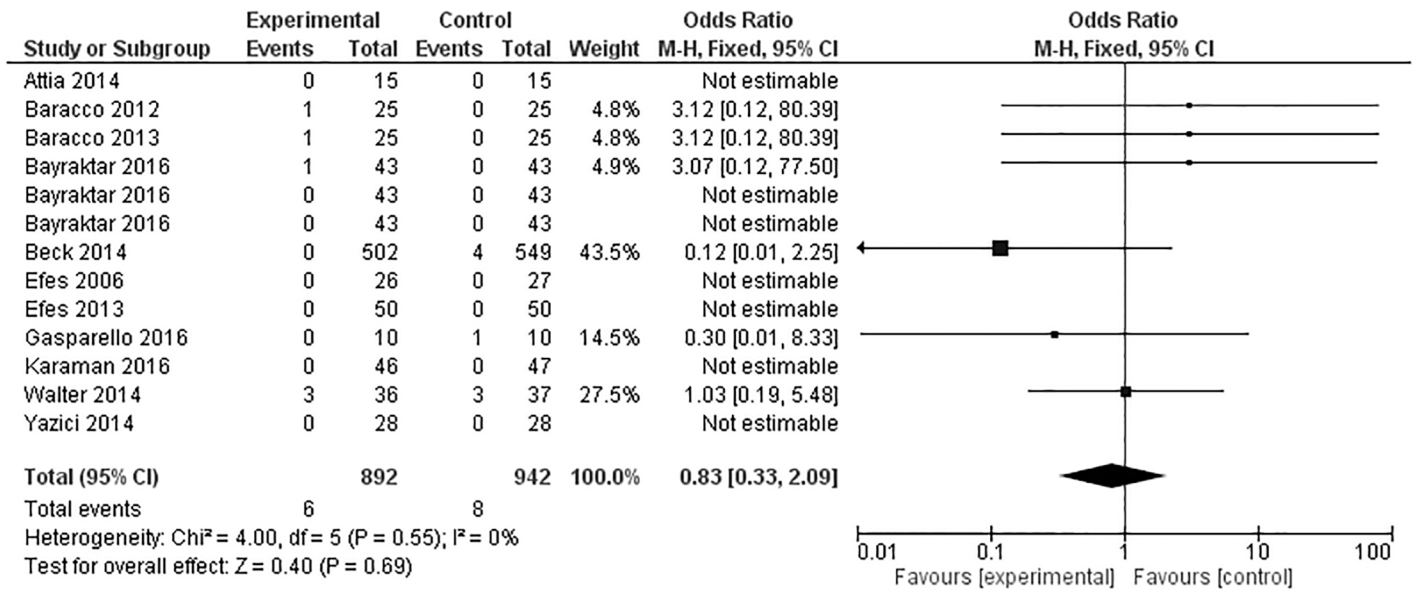 Experimental Control Odds Ratio Odds Ratio
Study or Subgroup Events Total Events Total Weight M-H, Fixed, 95% CI M-H, Fixed, 95% CI
Attia 2014 0 15 0 15 Not estimable
Baracco 2012 1 25 0 25 4.8% 3.12 [0.12, 80.39]
Baracco 2013 1 25 0 25 4.8% 3.12 [0.12, 80.39]
Bayraktar 2016 1 43 0 43 4.9% 3.07 [0.12, 77.50]
Bayraktar 2016 0 43 0 43 Not estimable
Bayraktar 2016 0 43 0 43 Not estimable
Beck 2014 0 502 4 549 43.5% 0.12 [0.01, 2.25]
Efes 2006 0 26 0 27 Not estimable
Efes 2013 0 50 0 50 Not estimable
Gasparello 2016 0 10 1 10 14.5% 0.30 [0.01, 8.33]
Karaman 2016 0 46 0 47 Not estimable
Walter 2014 3 36 3 37 27.5% 1.03 [0.19, 5.48]
Yazici 2014 0 28 0 28 Not estimable
Total (95% CI) 892 942 100.0% 0.83 [0.33, 2.09]
Total events 6 8
Heterogeneity: Chi² = 4.00, df = 5 (P = 0.55); I² = 0%
Test for overall effect: Z = 0.40 (P = 0.69)
0.01 0.1 1 10 100
Favours [experimental] Favours [control]